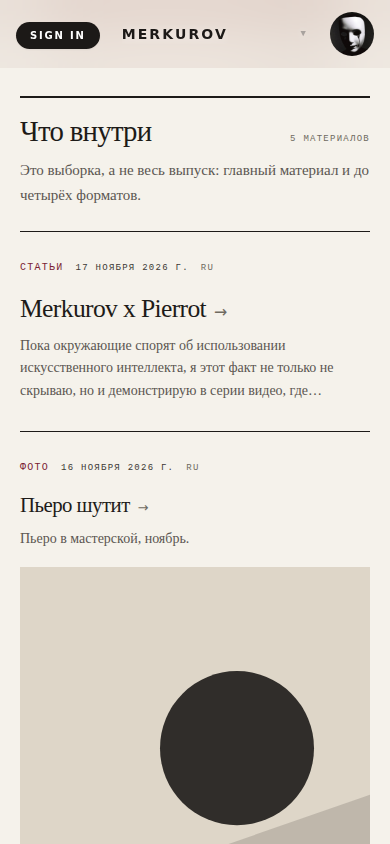 SIGN IN
MERKUROV
▼
Что внутри
5 МАТЕРИАЛОВ
Это выборка, а не весь выпуск: главный материал и до
четырёх форматов.
СТАТЬИ 17 НОЯБРЯ 2026 Г. RU
Merkurov x Pierrot →
Пока окружающие спорят об использовании
искусственного интеллекта, я этот факт не только не
скрываю, но и демонстрирую в серии видео, где…
ФОТО 16 НОЯБРЯ 2026 Г. RU
Пьеро шутит →
Пьеро в мастерской, ноябрь.